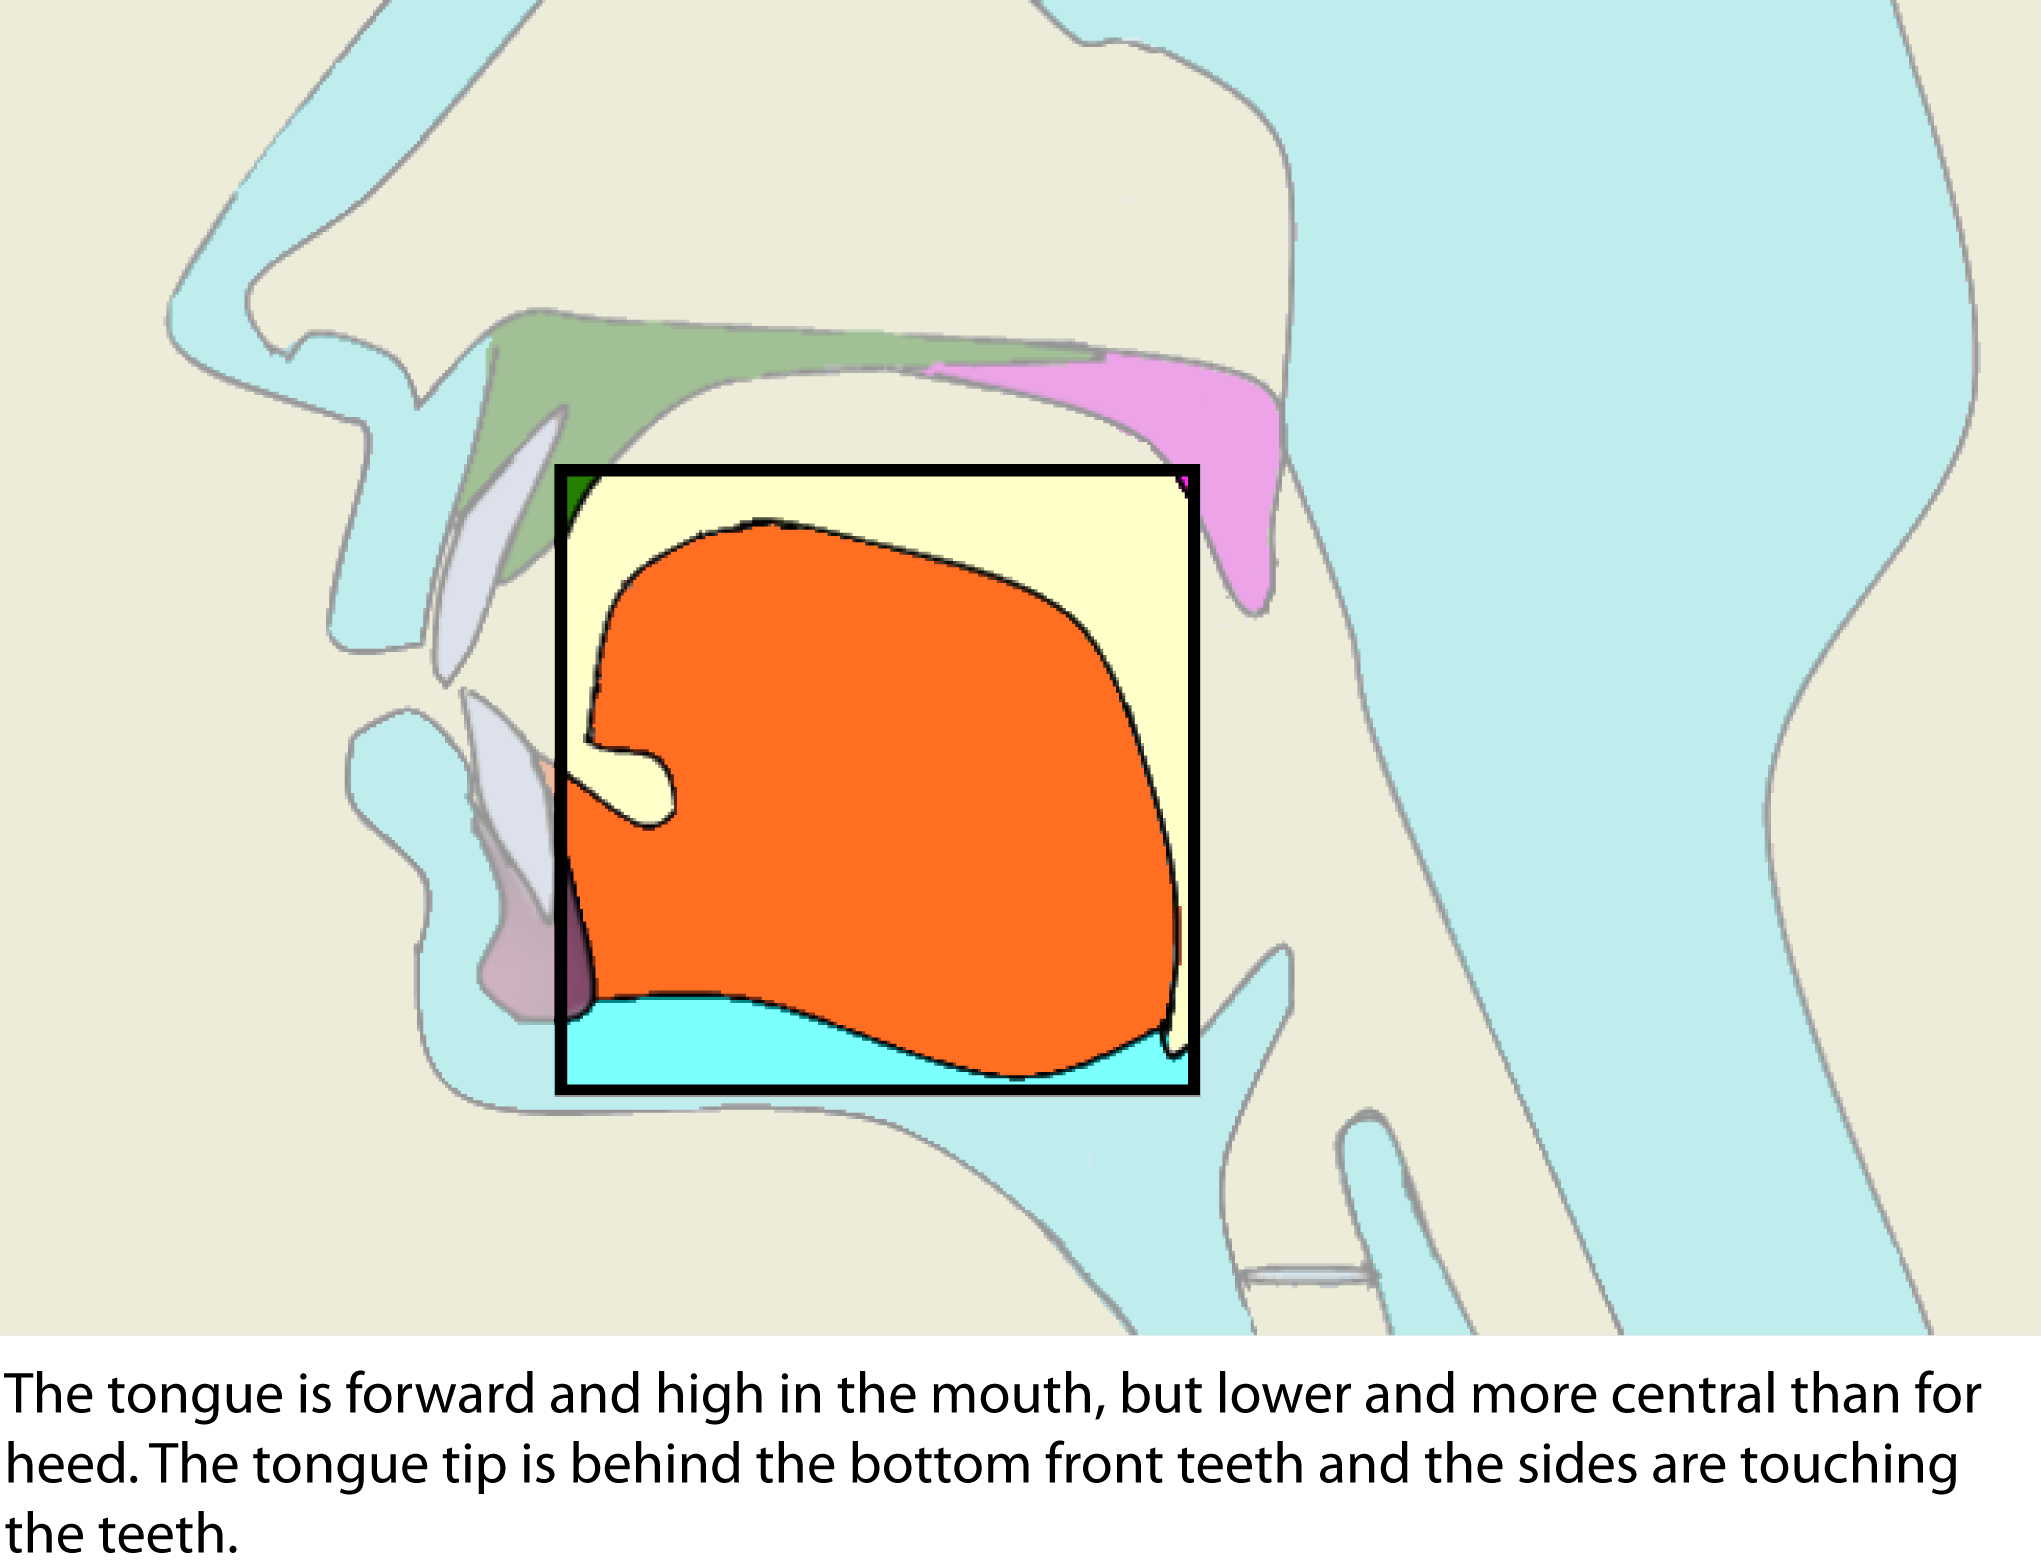 The tongue is forward and high in the mouth, but lower and more central than for
heed. The tongue tip is behind the bottom front teeth and the sides are touching
the teeth.